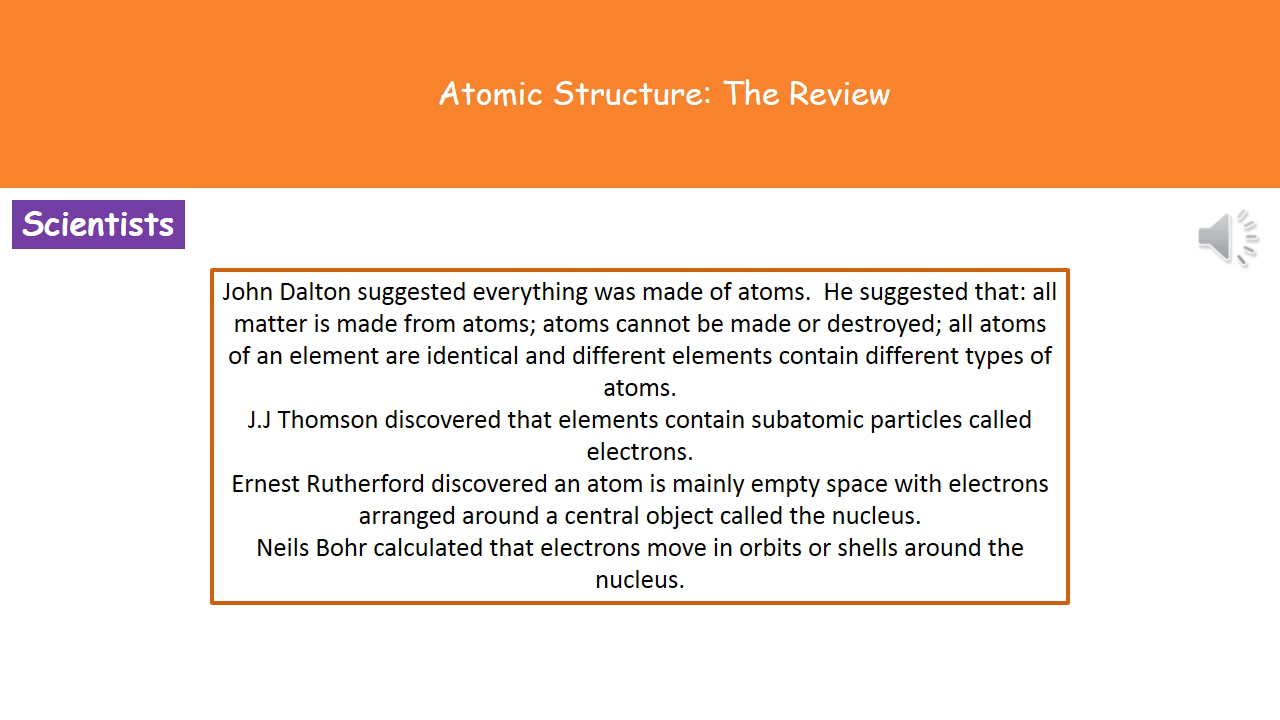 Atomic Structure: The Review
Scientists
John Dalton suggested everything was made of atoms.  He suggested that: all
matter is made from atoms; atoms cannot be made or destroyed; all atoms
of an element are identical and different elements contain different types of
atoms.
J.J Thomson discovered that elements contain subatomic particles called
electrons.
Ernest Rutherford discovered an atom is mainly empty space with electrons
arranged around a central object called the nucleus.
Neils Bohr calculated that electrons move in orbits or shells around the
nucleus.